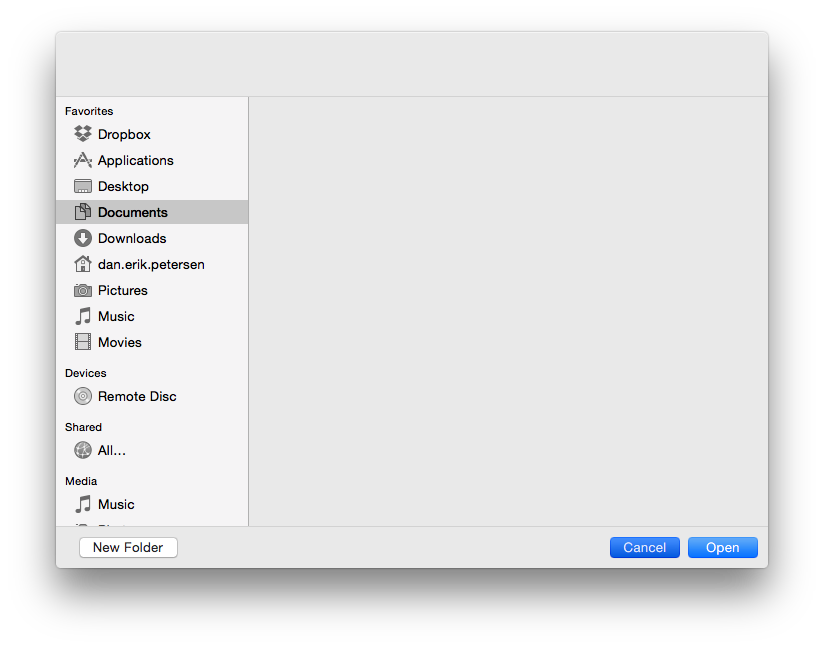 Favorites
Dropbox
Applications
Desktop
Documents
Downloads
dan.erik.petersen
Pictures
Music
Movies
Devices
Remote Disc
Shared
All...
Media
Music
New Folder
Cancel
Open